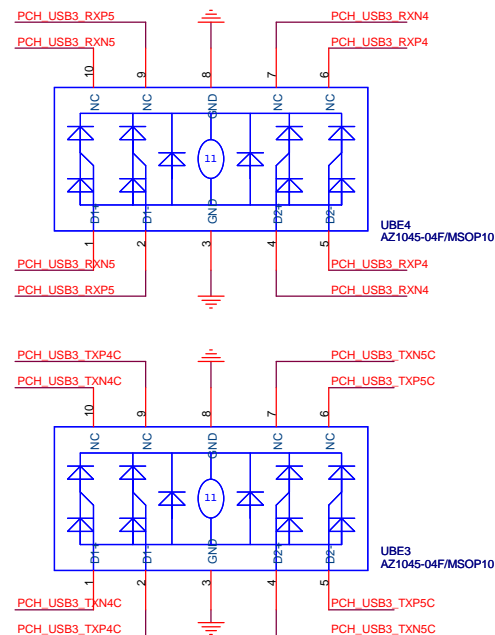 PCH_USB3_RXP5
PCH_USB3_RXN4
PCH_USB3_RXN5
PCH_USB3_RXP4
10 9 8 7 6
NC NC GND NC NC
11
D1+ D1- GND D2+ D2-
1 2 3 4 5
UBE4
AZ1045-04F/MSOP10
PCH_USB3_RXN5
PCH_USB3_RXP4
PCH_USB3_RXP5
PCH_USB3_RXN4
PCH_USB3_TXP4C
PCH_USB3_TXN5C
PCH_USB3_TXN4C
PCH_USB3_TXP5C
10 9 8 7 6
NC NC GND NC NC
11
D1+ D1- GND D2+ D2-
1 2 3 4 5
UBE3
AZ1045-04F/MSOP10
PCH_USB3_TXN4C
PCH_USB3_TXP5C
PCH_USB3_TXP4C
PCH_USB3_TXN5C